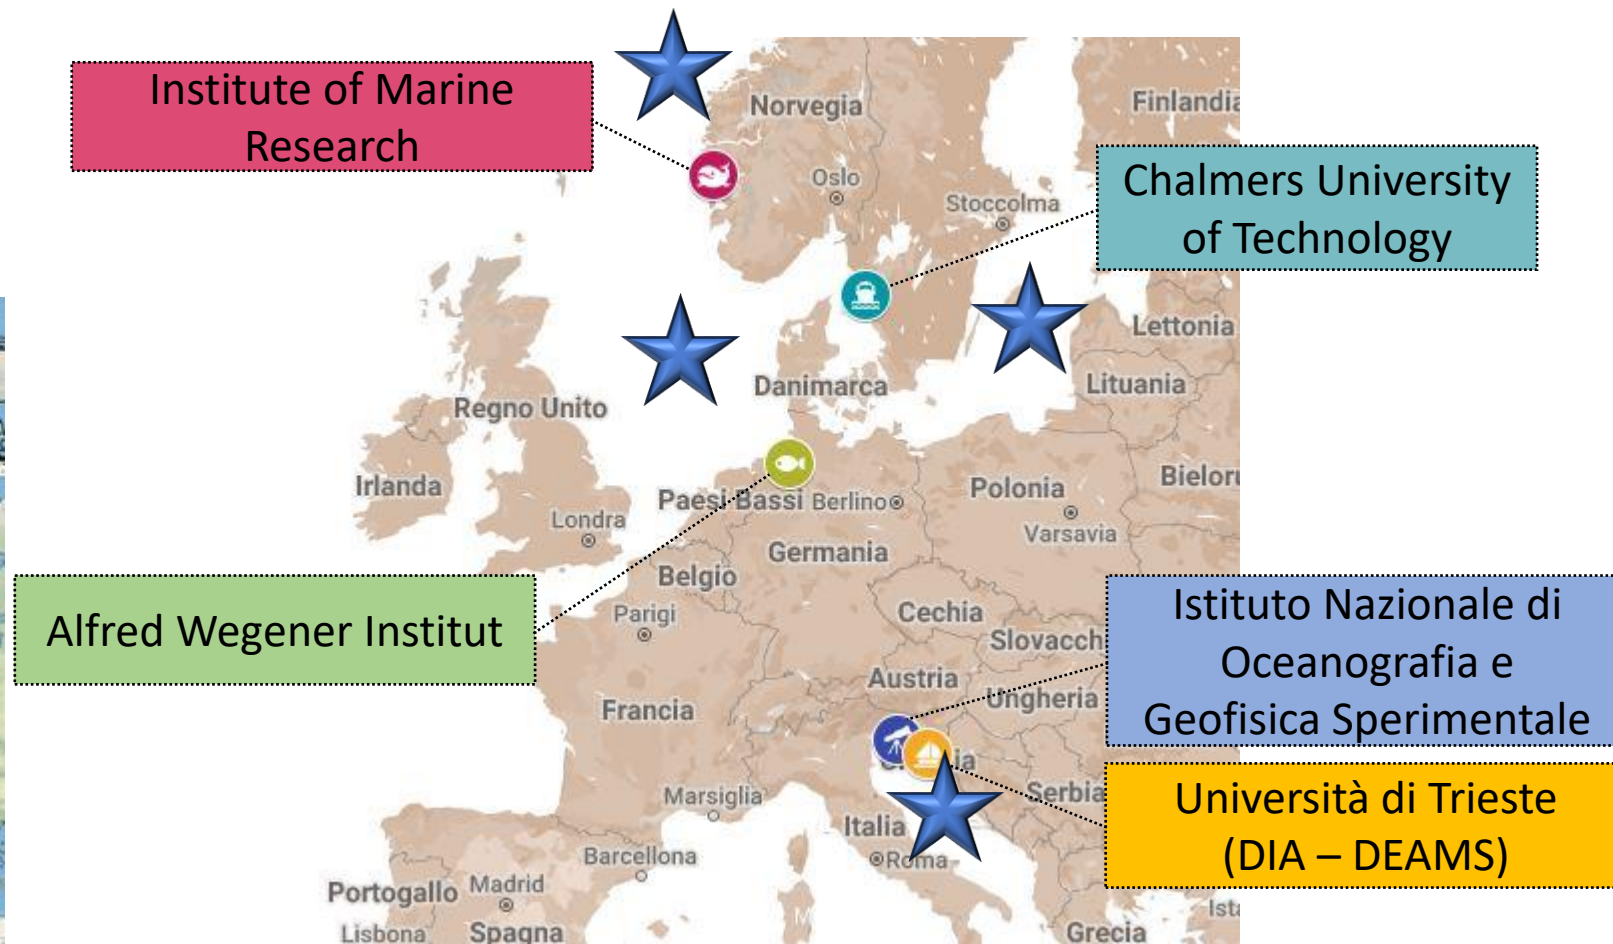 Institute of Marine
Research
Norvegia
Finlandia
Oslo
Stoccolma
Chalmers University
of Technology
Lettonia
Danimarca
Lituania
Regno Unito
Irlanda
Paesi Bassi
Berlino
Polonia
Bieloru
Londra
Varsavia
Germania
Belgio
Alfred Wegener Institut
Parigi
Cechia
Slovacch
Istituto Nazionale di
Oceanografia e
Geofisica Sperimentale
Austria
Ungheria
Francia
Marsiglia
Serbia
Italia
Università di Trieste
(DIA – DEAMS)
Barcellona
Roma
Portogallo
Madrid
Lisbona
Spagna
Grecia
Ista